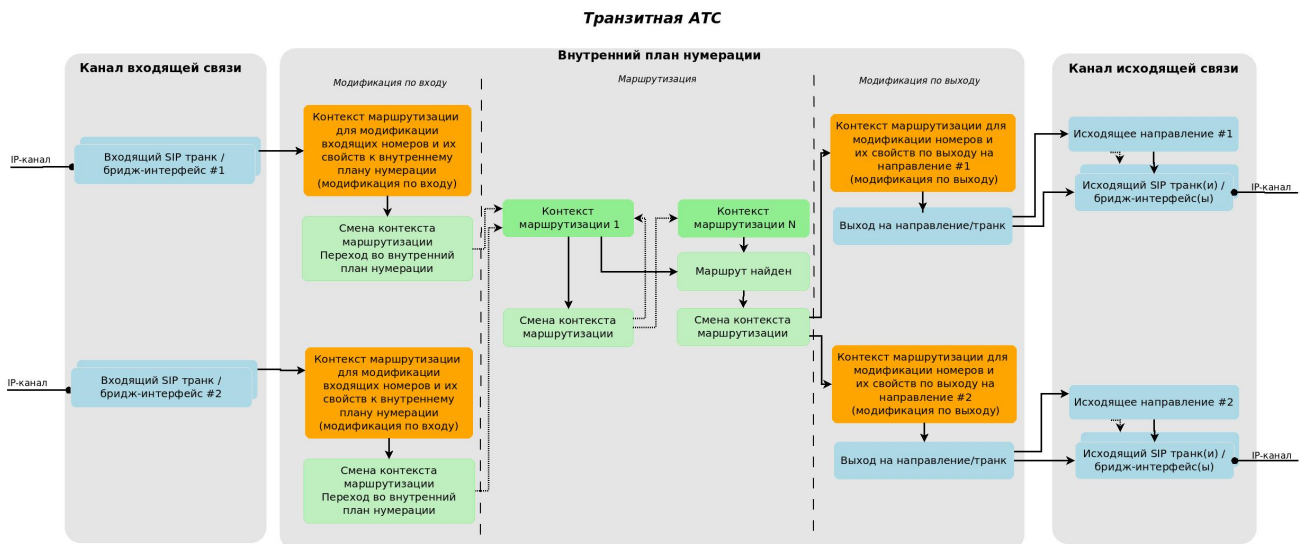 Транзитная АТС
Внутренний план нумерации
Канал входящей связи
Канал исходящей связи
Модификация по входу
Маршрутизация
Модификация по выходу
IP-канал
Входящий SIP транк /
бридж-интерфейс #1
Контекст маршрутизации
для модификации
входящих номеров и их
свойств к внутреннему
плану нумерации
(модификация по входу)
Смена контекста
маршрутизации
Переход во внутренний
план нумерации
Контекст
маршрутизации 1
Контекст
маршрутизации N
Маршрут найден
Смена контекста
маршрутизации
Смена контекста
маршрутизации
Контекст маршрутизации для
модификации номеров и
их свойств по выходу на
направление #1
(модификация по выходу)
Выход на направление/транк
Исходящее направление #1
Исходящий SIP транк(и) /
бридж-интерфейс(ы)
IP-канал
IP-канал
Входящий SIP транк /
бридж-интерфейс #2
Контекст маршрутизации
для модификации
входящих номеров и их
свойств к внутреннему
плану нумерации
(модификация по входу)
Смена контекста
маршрутизации
Переход во внутренний
план нумерации
Контекст маршрутизации для
модификации номеров и
их свойств по выходу на
направление #2
(модификация по выходу)
Выход на направление/транк
Исходящее направление #2
Исходящий SIP транк(и) /
бридж-интерфейс(ы)
IP-канал